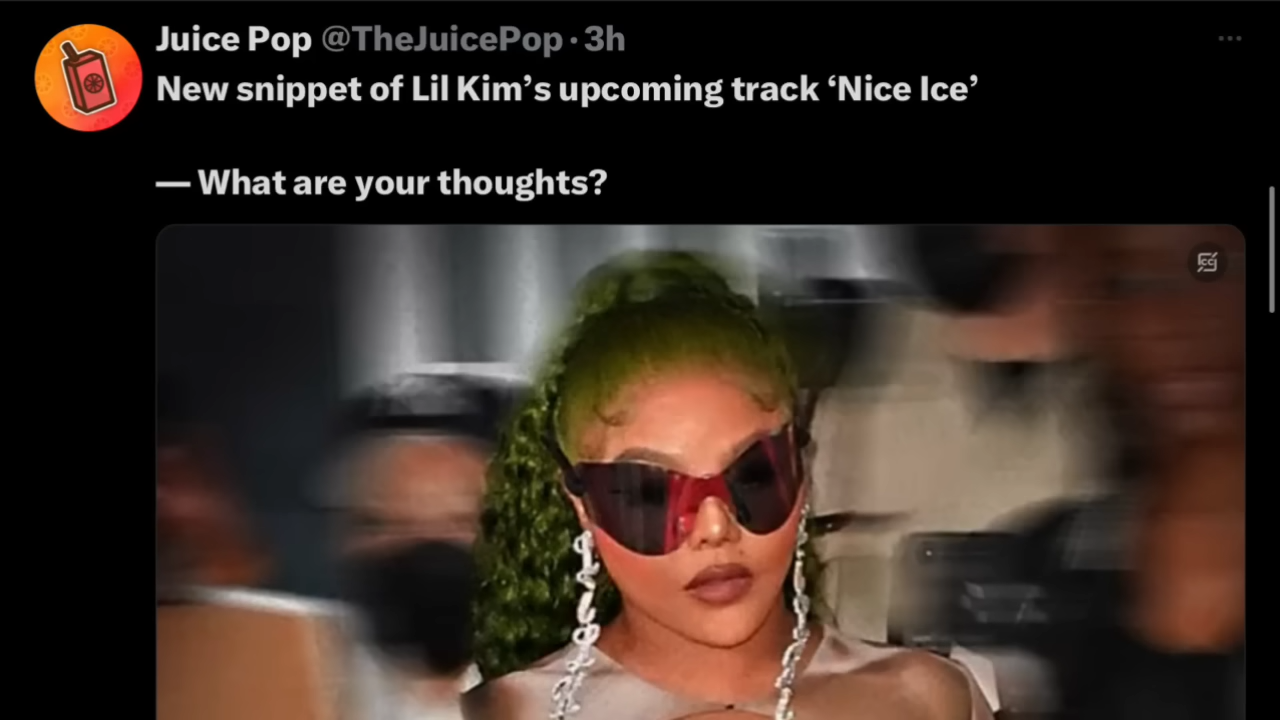 Juice Pop @TheJuicePop · 3h
New snippet of Lil Kim’s upcoming track ‘Nice Ice’
— What are your thoughts?